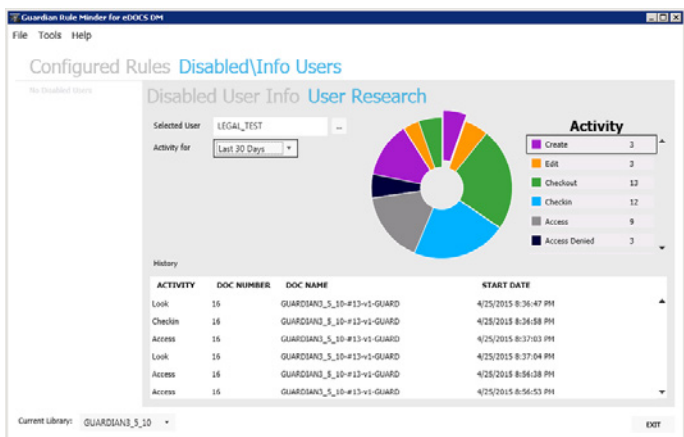 Guardian Rule Minder for eDOCS DM
File Tools Help
Configured Rules Disabled\Info Users
No Disabled Users
Disabled User Info User Research
Selected User LEGAL_TEST ...
Activity for Last 30 Days
Activity
Create 3
Edit 3
Checkout 13
Checkin 12
Access 9
Access Denied 3
History
ACTIVITY DOC NUMBER DOC NAME START DATE
Look 16 GUARDIAN3_5_10-#13-v1-GUARD 4/25/2015 8:36:47 PM
Checkin 16 GUARDIAN3_5_10-#13-v1-GUARD 4/25/2015 8:36:58 PM
Access 16 GUARDIAN3_5_10-#13-v1-GUARD 4/25/2015 8:37:03 PM
Look 16 GUARDIAN3_5_10-#13-v1-GUARD 4/25/2015 8:37:04 PM
Access 16 GUARDIAN3_5_10-#13-v1-GUARD 4/25/2015 8:56:38 PM
Access 16 GUARDIAN3_5_10-#13-v1-GUARD 4/25/2015 8:56:53 PM
Current Library: GUARDIAN3_5_10 EXIT